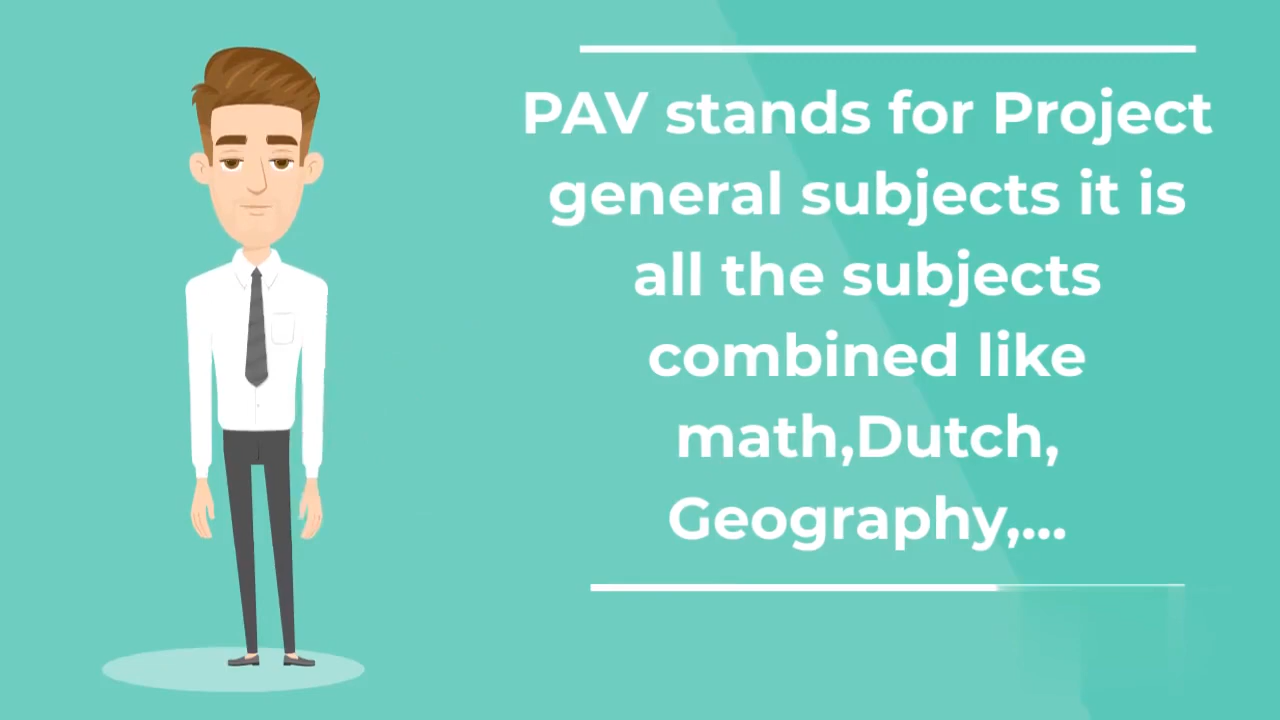 PAV stands for Project
general subjects it is
all the subjects
combined like
math,Dutch,
Geography,...